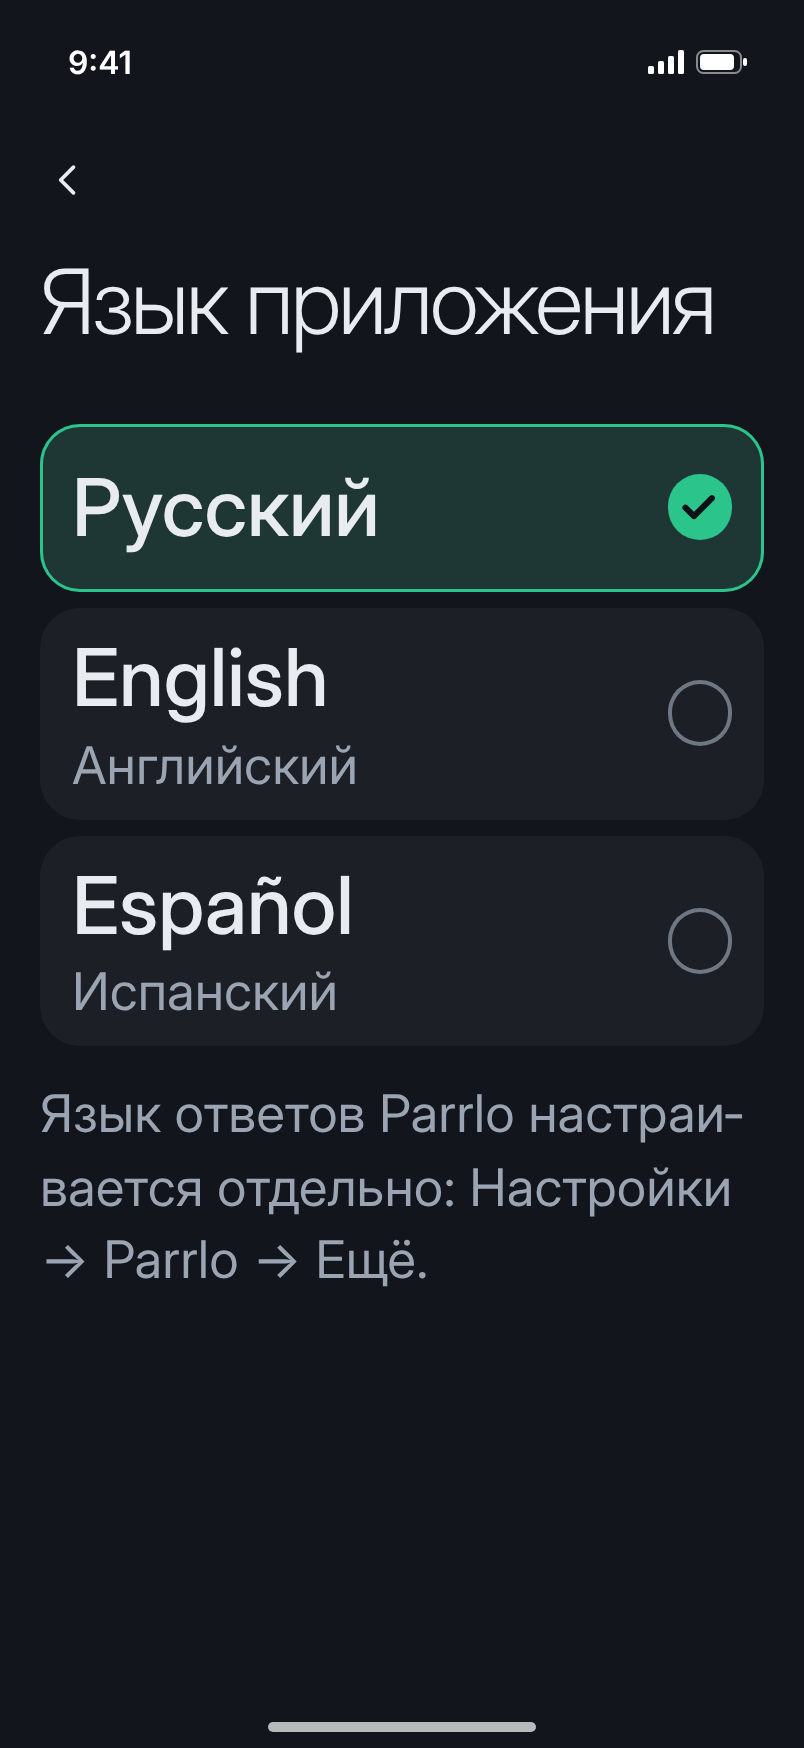 9:41
Язык приложения
Русский
English
Английский
Español
Испанский
Язык ответов Parrlo настраи-
вается отдельно: Настройки
→ Parrlo → Ещё.